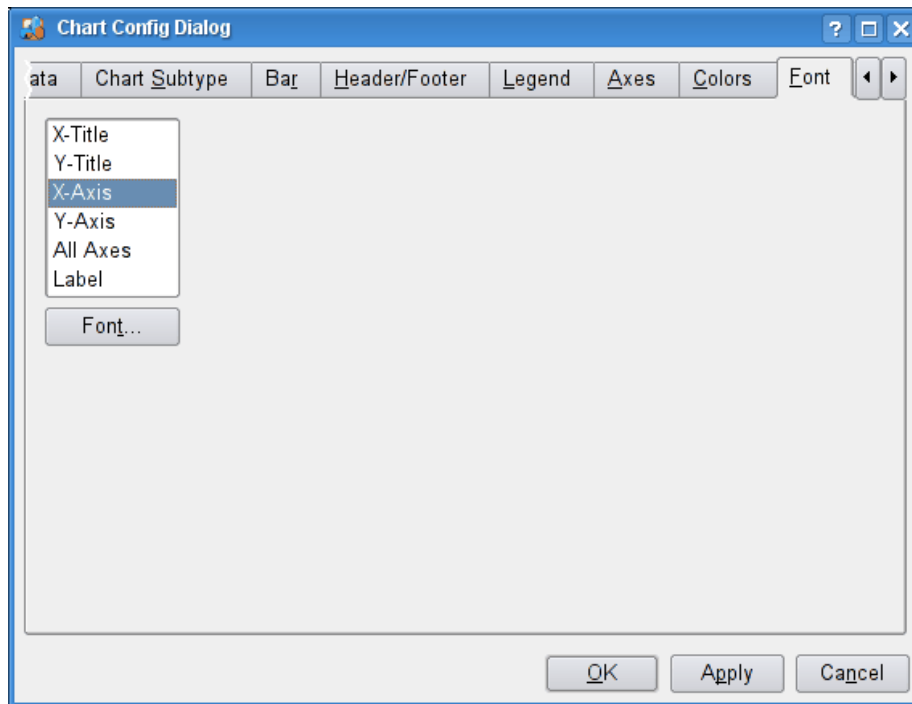 Chart Config Dialog ?
ata Chart Subtype Bar Header/Footer Legend Axes Colors Font
X-Title
Y-Title
X-Axis
Y-Axis
All Axes
Label
Font...
OK Apply Cancel